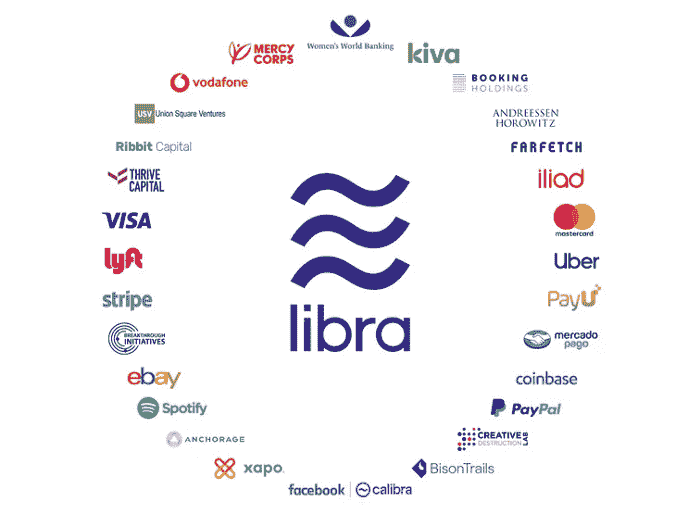 Women's World Banking
MERCY
CORPS
kiva
vodafone
BOOKING
HOLDINGS
USV Union Square Ventures
ANDREESSEN
HOROWITZ
Ribbit Capital
FARFETCH
THRIVE
CAPITAL
iliad
VISA
mastercard
lyft
Uber
stripe
PayU
BREAKTHROUGH
INITIATIVES
mercado
pago
libra
ebay
coinbase
Spotify
PayPal
ANCHORAGE
CREATIVE
DESTRUCTION
LAB
xapo
BisonTrails
facebook
calibra